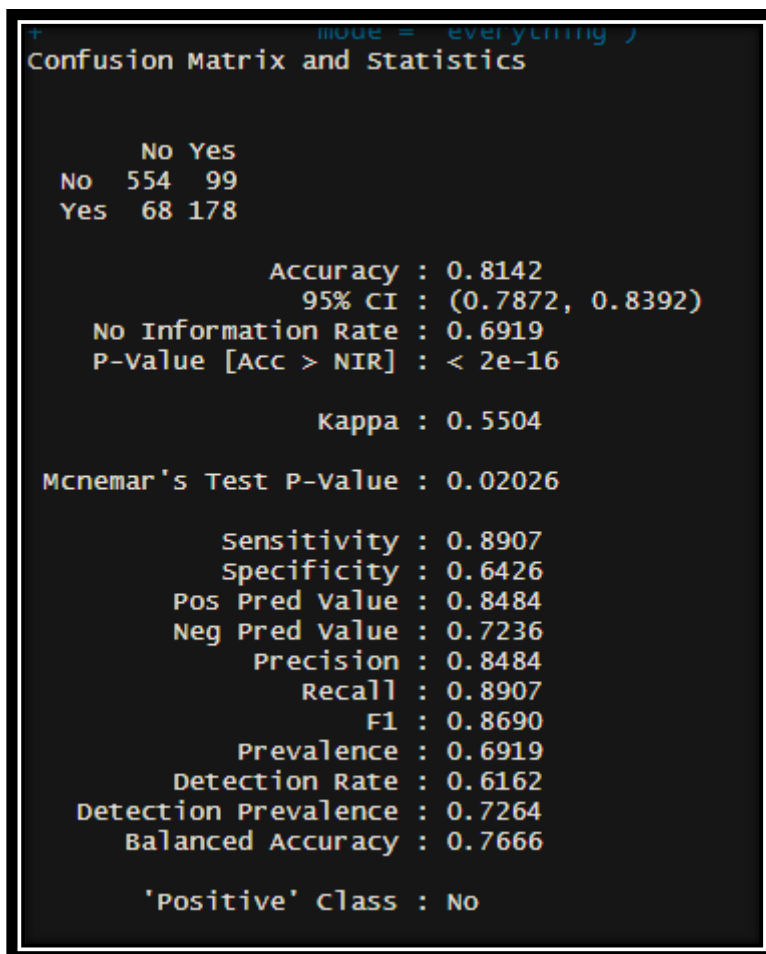 + mode = "everything")
Confusion Matrix and Statistics
No Yes
No 554 99
Yes 68 178
Accuracy : 0.8142
95% CI : (0.7872, 0.8392)
No Information Rate : 0.6919
P-Value [Acc > NIR] : < 2e-16
Kappa : 0.5504
Mcnemar's Test P-Value : 0.02026
Sensitivity : 0.8907
Specificity : 0.6426
Pos Pred Value : 0.8484
Neg Pred Value : 0.7236
Precision : 0.8484
Recall : 0.8907
F1 : 0.8690
Prevalence : 0.6919
Detection Rate : 0.6162
Detection Prevalence : 0.7264
Balanced Accuracy : 0.7666
'Positive' Class : No